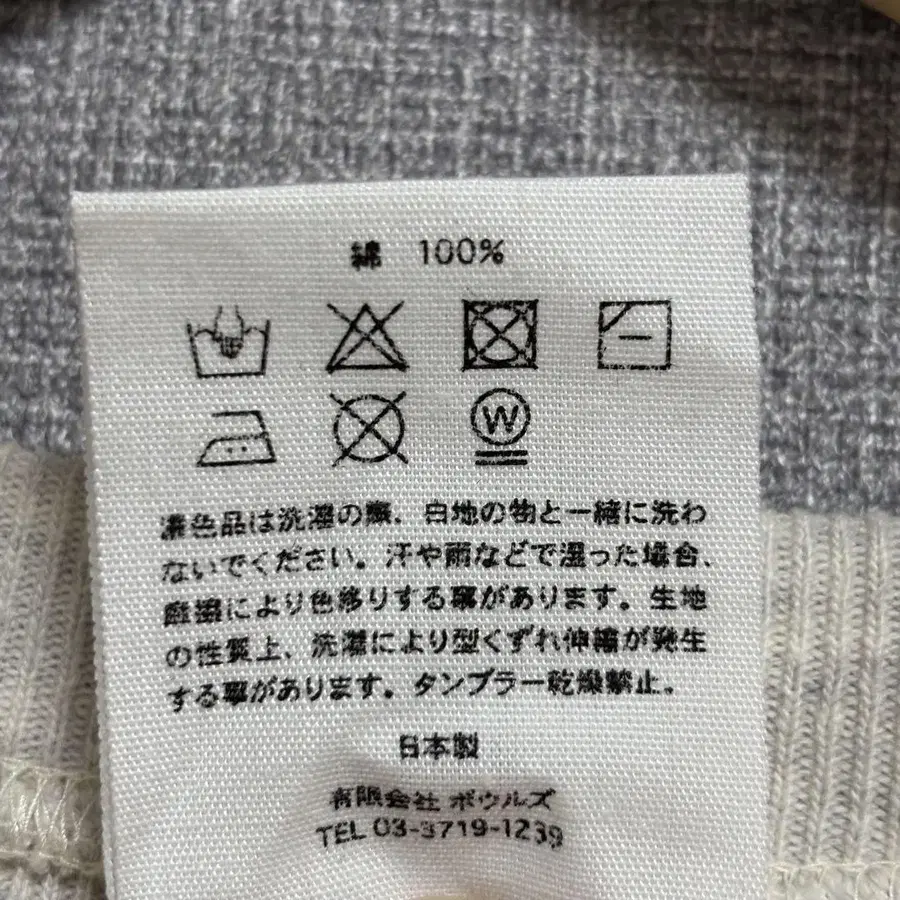 綿 100%
W
濃色品は洗濯の際、白地の物と一緒に洗わ
ないでください。汗や雨などで湿った場合、
摩擦により色移りする事があります。生地
の性質上、洗濯により型くずれ伸縮が発生
する事があります。タンブラー乾燥禁止。
日本製
有限会社 ボウルズ
TEL 03-3719-1239